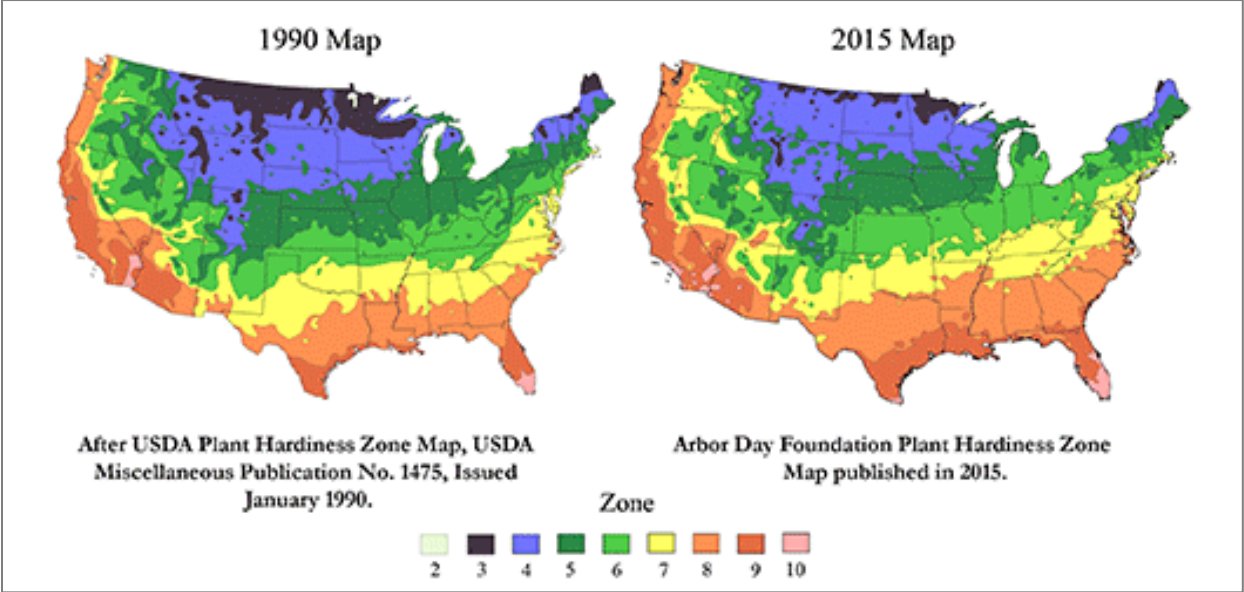 1990 Map
2015 Map
After USDA Plant Hardiness Zone Map, USDA
Miscellaneous Publication No. 1475, Issued
January 1990.
Arbor Day Foundation Plant Hardiness Zone
Map published in 2015.
Zone
2 3 4 5 6 7 8 9 10